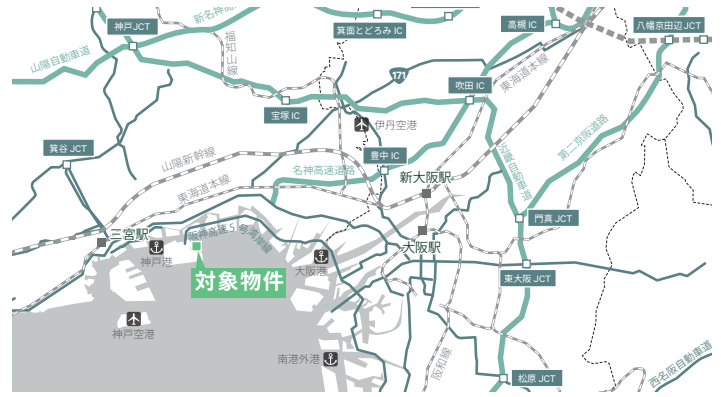 神戸JCT
新名神高速
箕面とどろみ IC
高槻 IC
八幡京田辺JCT
山陽自動車道
福知山線
171
吹田 IC
東海道本線
宝塚 IC
伊丹空港
第二京阪道路
箕谷 JCT
山陽新幹線
豊中 IC
近畿自動車道
名神高速道路
新大阪駅
東海道本線
門真 JCT
三宮駅
阪神高速5号湾岸線
大阪駅
神戸港
大阪港
対象物件
東大阪 JCT
神戸空港
南港外港
阪和線
西名阪自動車道
松原 JCT